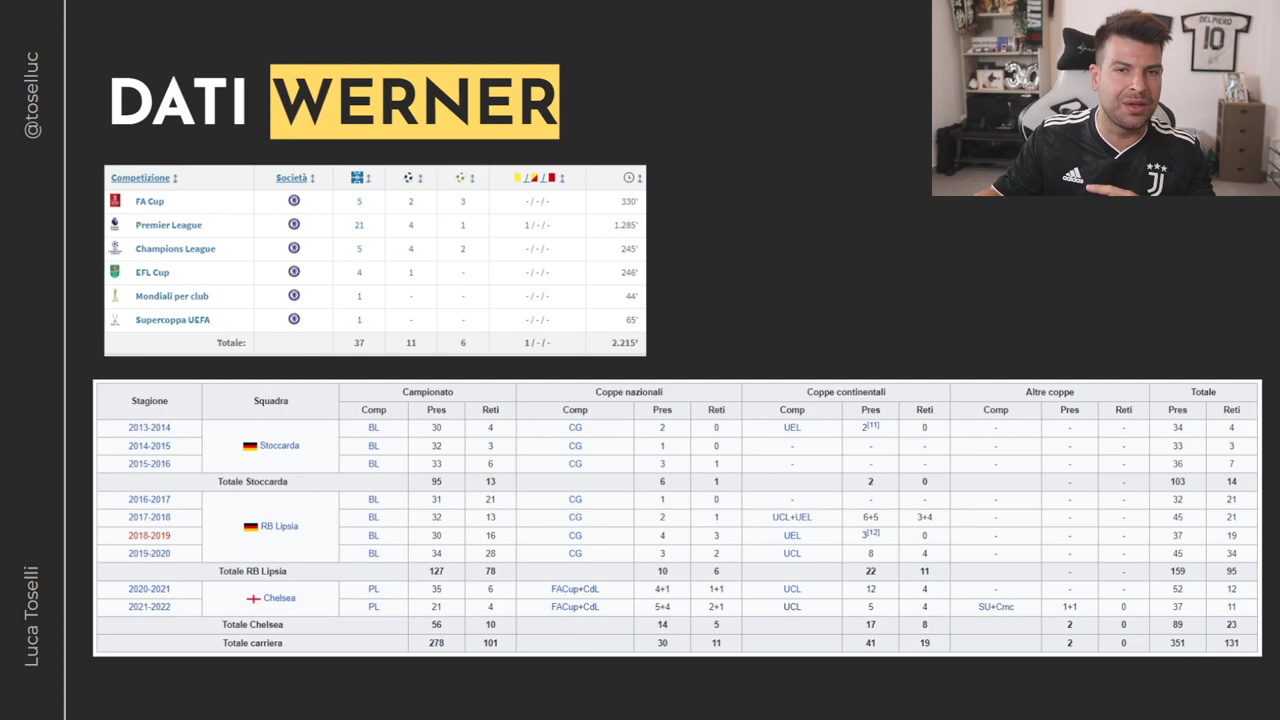 @toselluc
Luca Toselli
DATI WERNER
DEL PIERO
10
Competizione Società
FA Cup 5 2 3 -/-/- 330'
Premier League 21 4 1 1/-/- 1.285'
Champions League 5 4 2 -/-/- 245'
EFL Cup 4 1 - -/-/- 246'
Mondiali per club 1 - - -/-/- 44'
Supercoppa UEFA 1 - - -/-/- 65'
Totale: 37 11 6 1/-/- 2.215'
Stagione Squadra Campionato Coppe nazionali Coppe continentali Altre coppe Totale
Comp Pres Reti Comp Pres Reti Comp Pres Reti Comp Pres Reti Pres Reti
2013-2014 Stoccarda BL 30 4 CG 2 0 UEL 2[11] 0 - - - 34 4
2014-2015 BL 32 3 CG 1 0 - - - - - - 33 3
2015-2016 BL 33 6 CG 3 1 - - - - - - 36 7
Totale Stoccarda 95 13 6 1 2 0 103 14
2016-2017 RB Lipsia BL 31 21 CG 1 0 - - - - - - 32 21
2017-2018 BL 32 13 CG 2 1 UCL+UEL 6+5 3+4 - - - 45 21
2018-2019 BL 30 16 CG 4 3 UEL 3[12] 0 - - - 37 19
2019-2020 BL 34 28 CG 3 2 UCL 8 4 - - - 45 34
Totale RB Lipsia 127 78 10 6 22 11 - - 159 95
2020-2021 Chelsea PL 35 6 FACup+CdL 4+1 1+1 UCL 12 4 - - - 52 12
2021-2022 PL 21 4 FACup+CdL 5+4 2+1 UCL 5 4 SU+Cmc 1+1 0 37 11
Totale Chelsea 56 10 14 5 17 8 2 0 89 23
Totale carriera 278 101 30 11 41 19 2 0 351 131